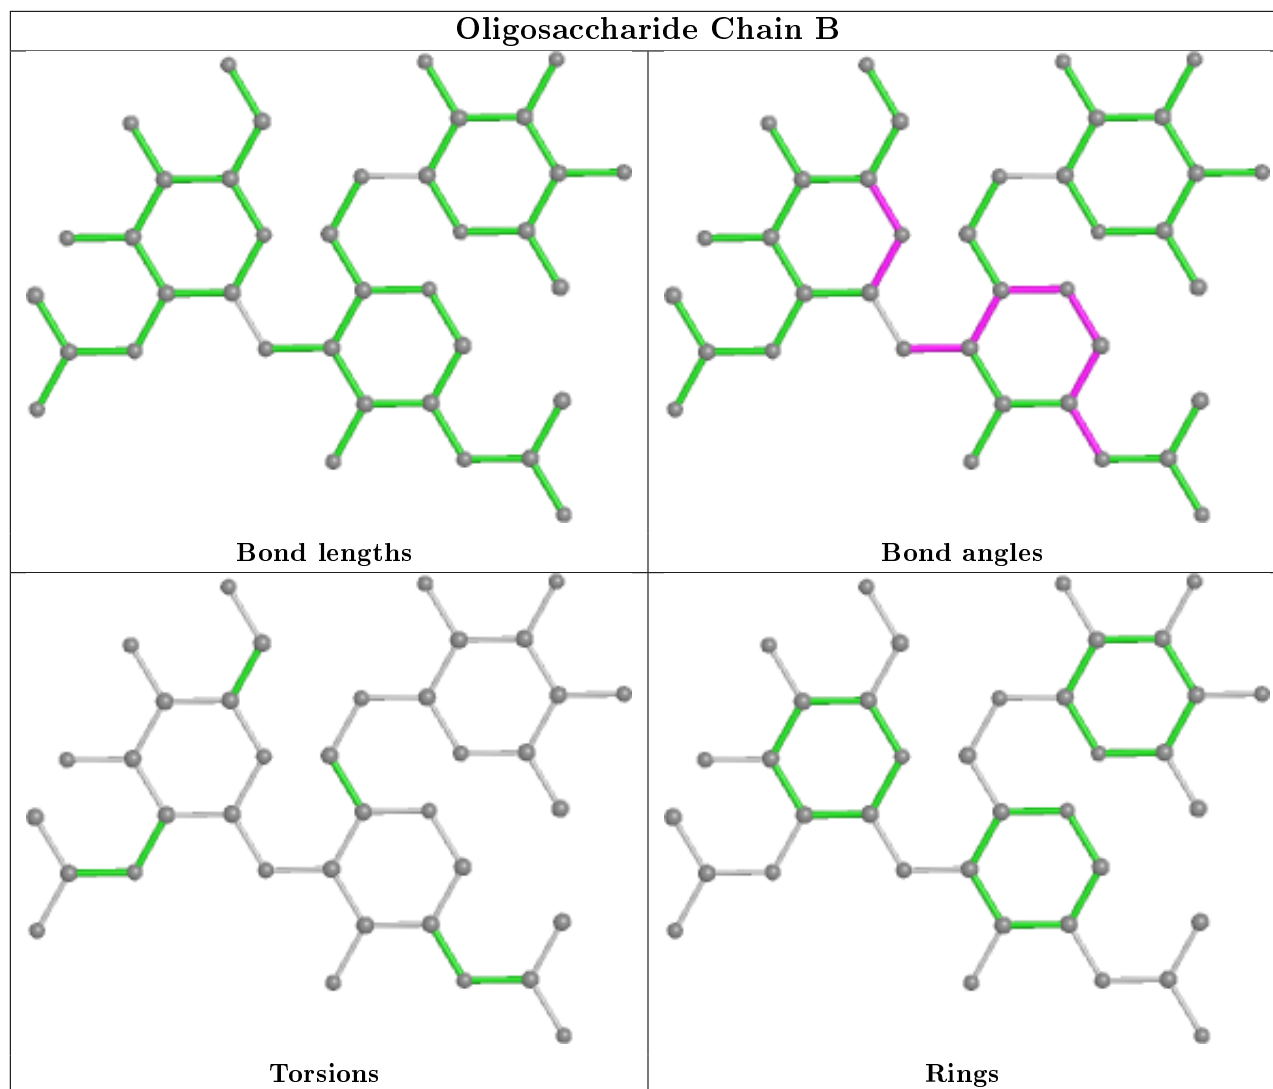 Oligosaccharide Chain B
Bond lengths
Bond angles
Torsions
Rings